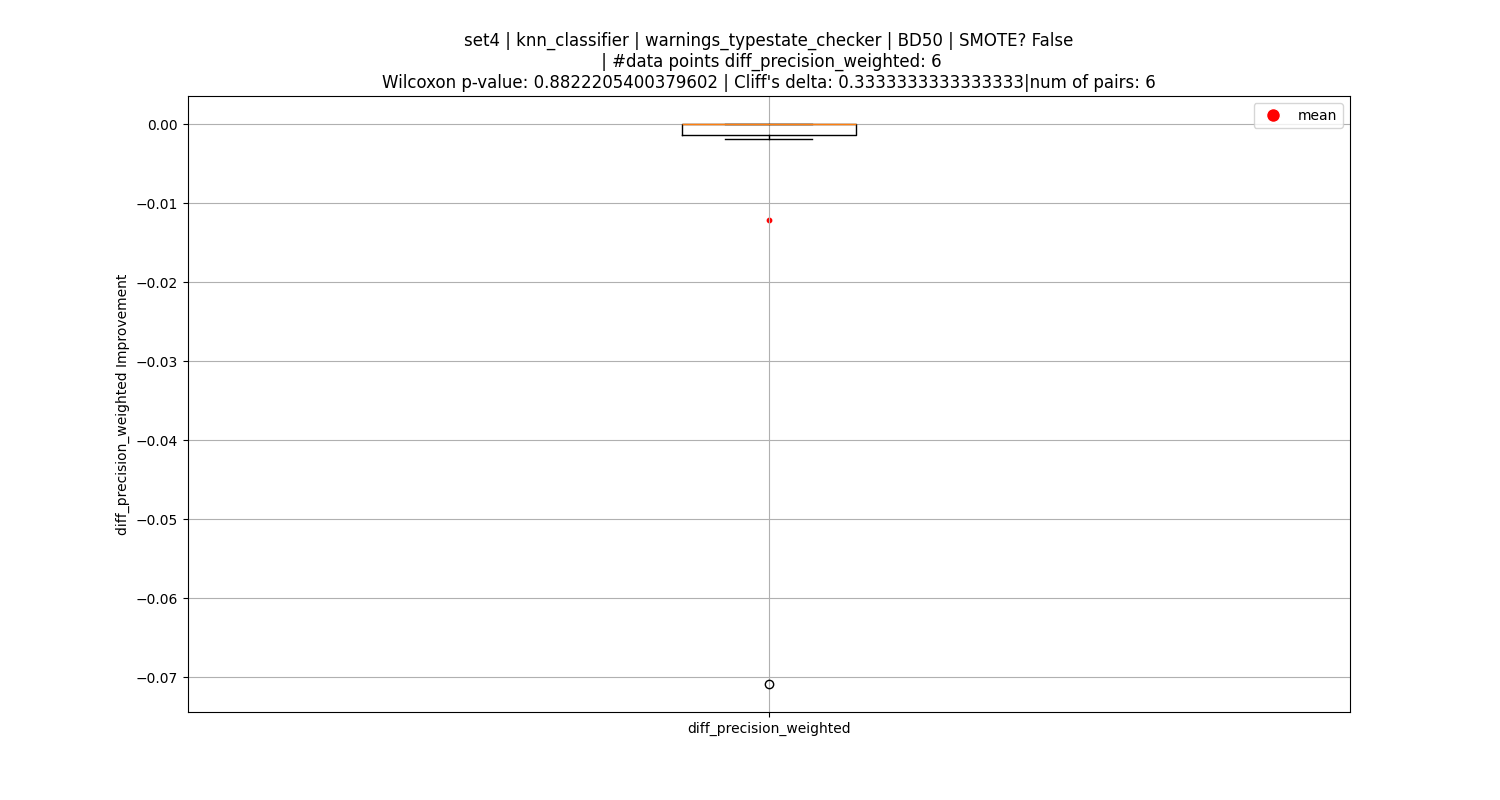 set4 | knn_classifier | warnings_typestate_checker | BD50 | SMOTE? False
| #data points diff_precision_weighted: 6
Wilcoxon p-value: 0.8822205400379602 | Cliff's delta: 0.3333333333333333|num of pairs: 6
mean
0.00
−0.01
−0.02
−0.03
−0.04
−0.05
−0.06
−0.07
diff_precision_weighted Improvement
diff_precision_weighted